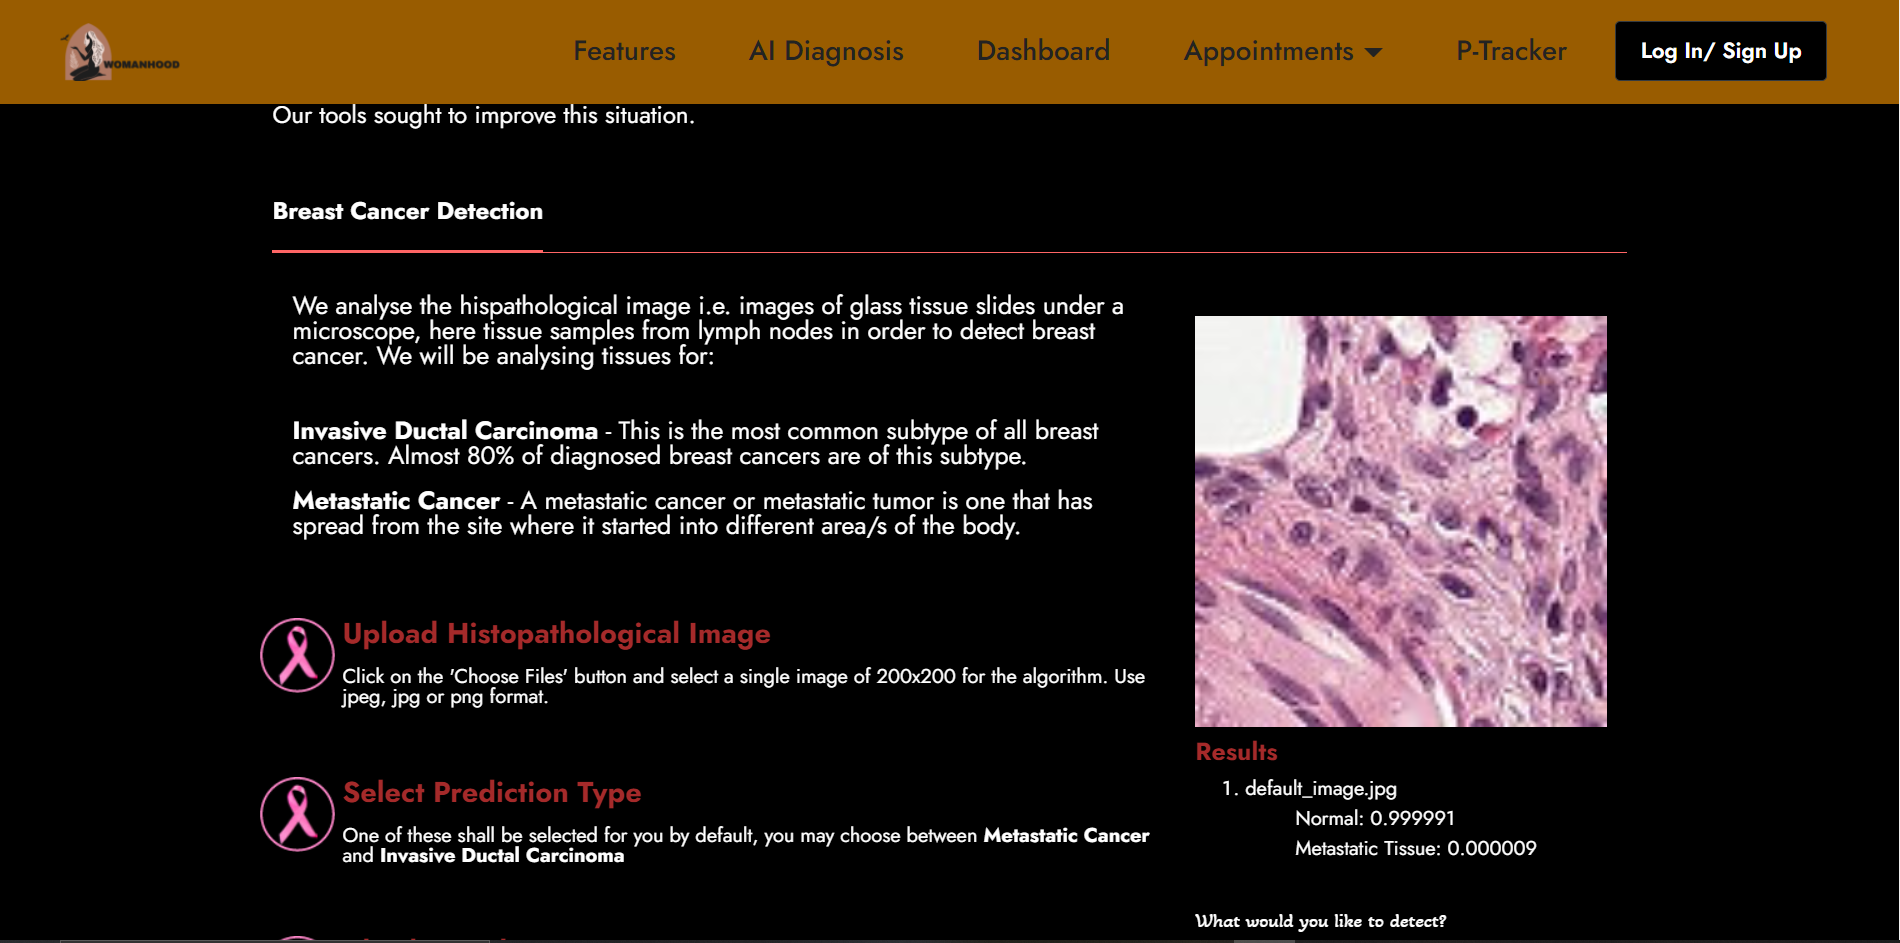 WOMANHOOD
Features
AI Diagnosis
Dashboard
Appointments
P-Tracker
Log In/ Sign Up
Our tools sought to improve this situation.
Breast Cancer Detection
We analyse the hispathological image i.e. images of glass tissue slides under a
microscope, here tissue samples from lymph nodes in order to detect breast
cancer. We will be analysing tissues for:
Invasive Ductal Carcinoma - This is the most common subtype of all breast
cancers. Almost 80% of diagnosed breast cancers are of this subtype.
Metastatic Cancer - A metastatic cancer or metastatic tumor is one that has
spread from the site where it started into different area/s of the body.
Upload Histopathological Image
Click on the 'Choose Files' button and select a single image of 200x200 for the algorithm. Use
jpeg, jpg or png format.
Select Prediction Type
One of these shall be selected for you by default, you may choose between Metastatic Cancer
and Invasive Ductal Carcinoma
Results
1. default_image.jpg
Normal: 0.999991
Metastatic Tissue: 0.000009
What would you like to detect?